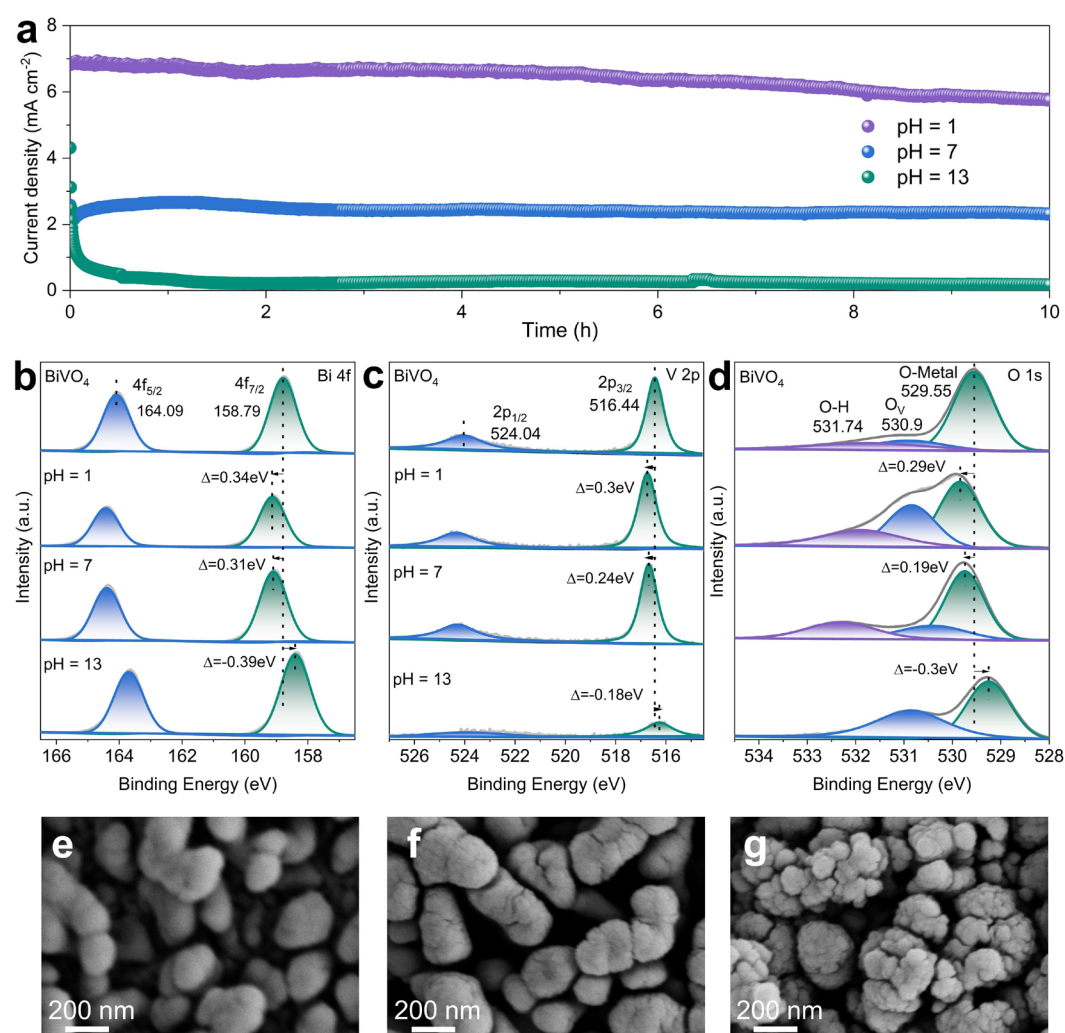 a
Current density (mA cm⁻²)
8
6
4
2
0
pH = 1
pH = 7
pH = 13
0 2 4 6 8 10
Time (h)
b
BiVO₄
Bi 4f
4f₅/₂
164.09
4f₇/₂
158.79
pH = 1
Δ=0.34eV
pH = 7
Δ=0.31eV
pH = 13
Δ=-0.39eV
Intensity (a.u.)
166 164 162 160 158
Binding Energy (eV)
c
BiVO₄
V 2p
2p₁/₂
524.04
2p₃/₂
516.44
pH = 1
Δ=0.3eV
pH = 7
Δ=0.24eV
pH = 13
Δ=-0.18eV
Intensity (a.u.)
526 524 522 520 518 516
Binding Energy (eV)
d
BiVO₄
O 1s
O-Metal
529.55
O-H
531.74
Oᵥ
530.9
Δ=0.29eV
Δ=0.19eV
Δ=-0.3eV
Intensity (a.u.)
534 533 532 531 530 529 528
Binding Energy (eV)
e
200 nm
f
200 nm
g
200 nm